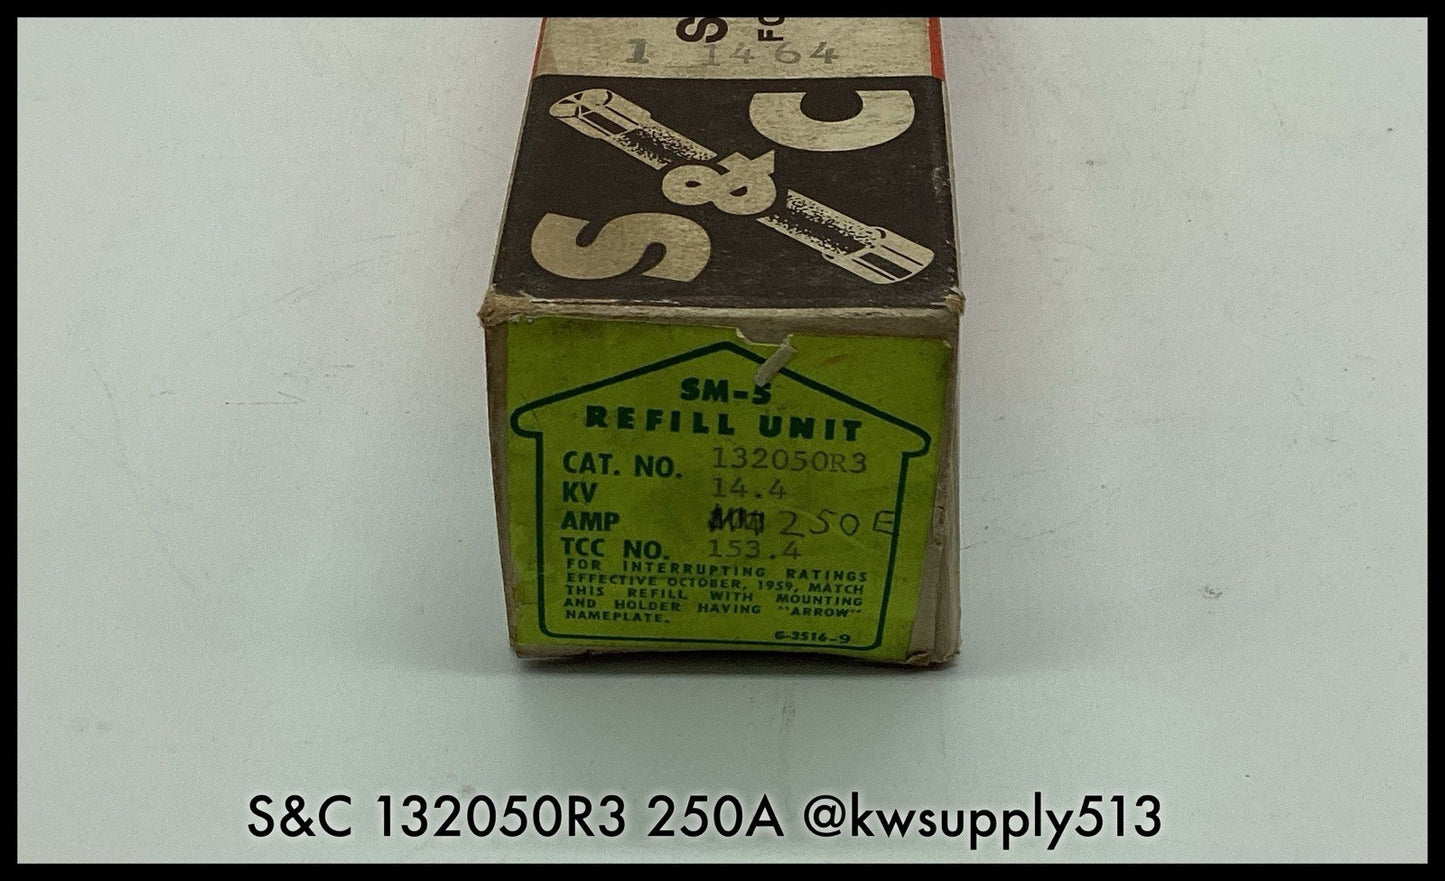 1 1464
S&C
SM-5
REFILL UNIT
CAT. NO. 132050R3
KV 14.4
AMP 250E
TCC NO. 153.4
FOR INTERRUPTING RATINGS
EFFECTIVE OCTOBER, 1959, MATCH
THIS REFILL WITH MOUNTING
AND HOLDER HAVING "ARROW"
NAMEPLATE.
G-3516-9
S&C 132050R3 250A @kwsupply513